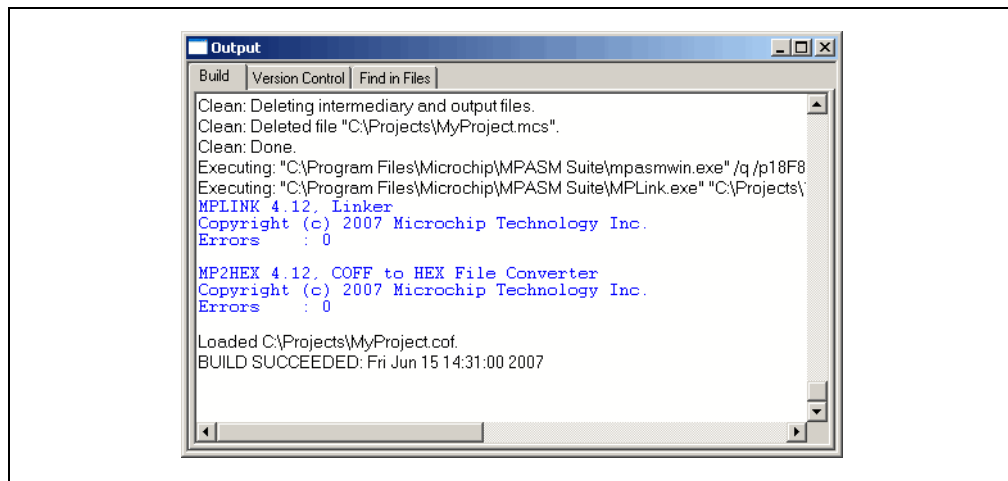 Output
Build Version Control Find in Files
Clean: Deleting intermediary and output files.
Clean: Deleted file "C:\Projects\MyProject.mcs".
Clean: Done.
Executing: "C:\Program Files\Microchip\MPASM Suite\mpasmwin.exe" /q /p18F8
Executing: "C:\Program Files\Microchip\MPASM Suite\MPLink.exe" "C:\Projects\
MPLINK 4.12, Linker
Copyright (c) 2007 Microchip Technology Inc.
Errors    : 0
MP2HEX 4.12, COFF to HEX File Converter
Copyright (c) 2007 Microchip Technology Inc.
Errors    : 0
Loaded C:\Projects\MyProject.cof.
BUILD SUCCEEDED: Fri Jun 15 14:31:00 2007